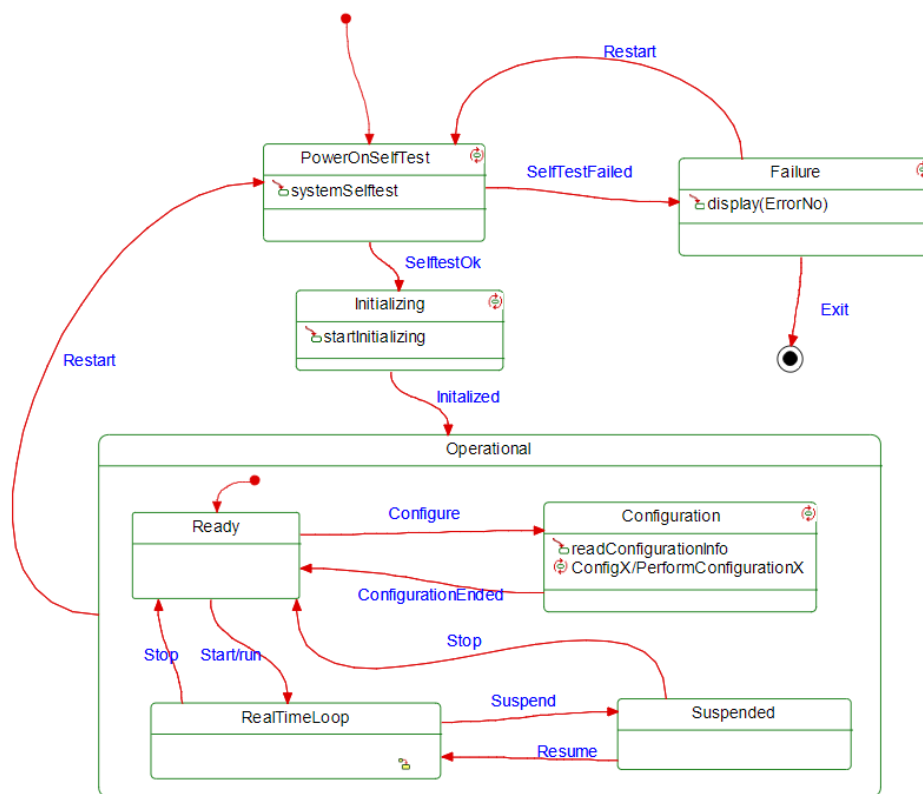 Restart
PowerOnSelfTest
systemSelftest
SelfTestFailed
Failure
display(ErrorNo)
SelftestOk
Initializing
startInitializing
Exit
Restart
Initalized
Operational
Ready
Configure
Configuration
readConfigurationInfo
ConfigX/PerformConfigurationX
ConfigurationEnded
Stop
Start/run
Stop
RealTimeLoop
Suspend
Suspended
Resume